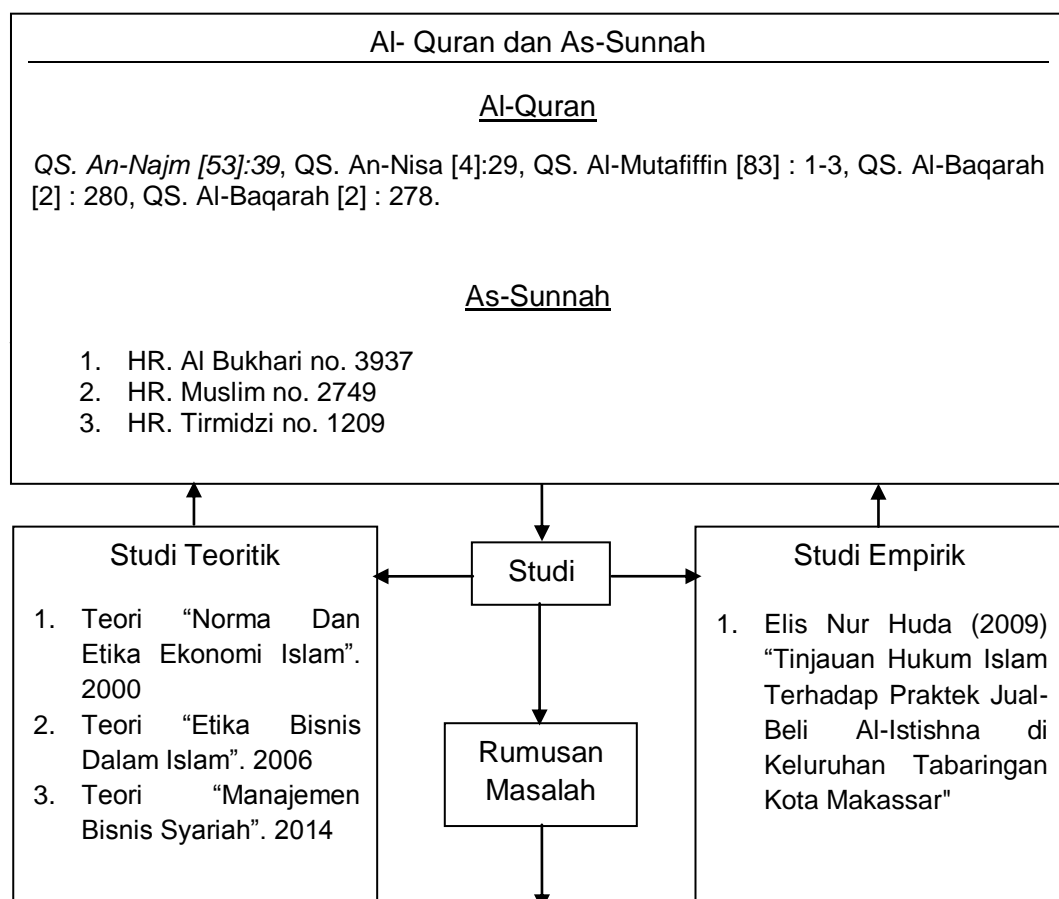 Al- Quran dan As-Sunnah
Al-Quran
QS. An-Najm [53]:39, QS. An-Nisa [4]:29, QS. Al-Mutafiffin [83] : 1-3, QS. Al-Baqarah
[2] : 280, QS. Al-Baqarah [2] : 278.
As-Sunnah
1. HR. Al Bukhari no. 3937
2. HR. Muslim no. 2749
3. HR. Tirmidzi no. 1209
Studi Teoritik
1. Teori “Norma Dan
Etika Ekonomi Islam”.
2000
2. Teori “Etika Bisnis
Dalam Islam”. 2006
3. Teori “Manajemen
Bisnis Syariah”. 2014
Studi
Rumusan
Masalah
Studi Empirik
1. Elis Nur Huda (2009)
“Tinjauan Hukum Islam
Terhadap Praktek Jual-
Beli Al-Istishna di
Keluruhan Tabaringan
Kota Makassar"